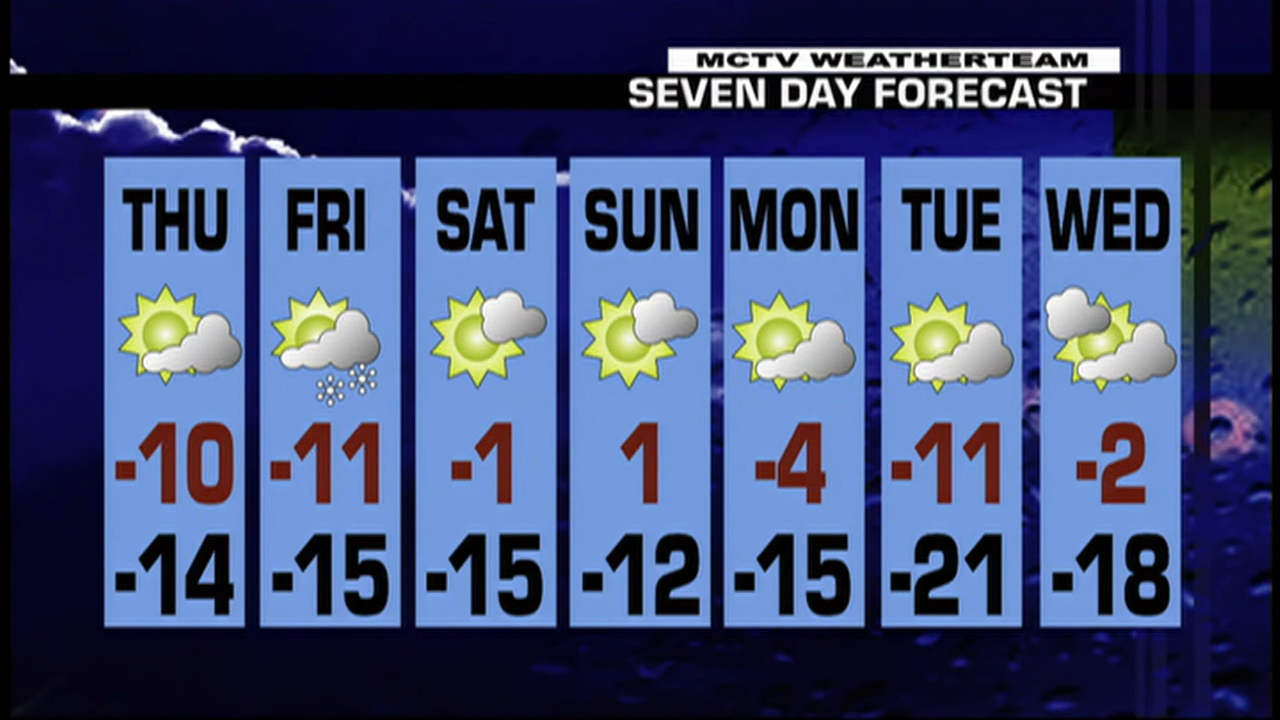 MCTV WEATHERTEAM
SEVEN DAY FORECAST
THU FRI SAT SUN MON TUE WED
-10 -11 -1 1 -4 -11 -2
-14 -15 -15 -12 -15 -21 -18